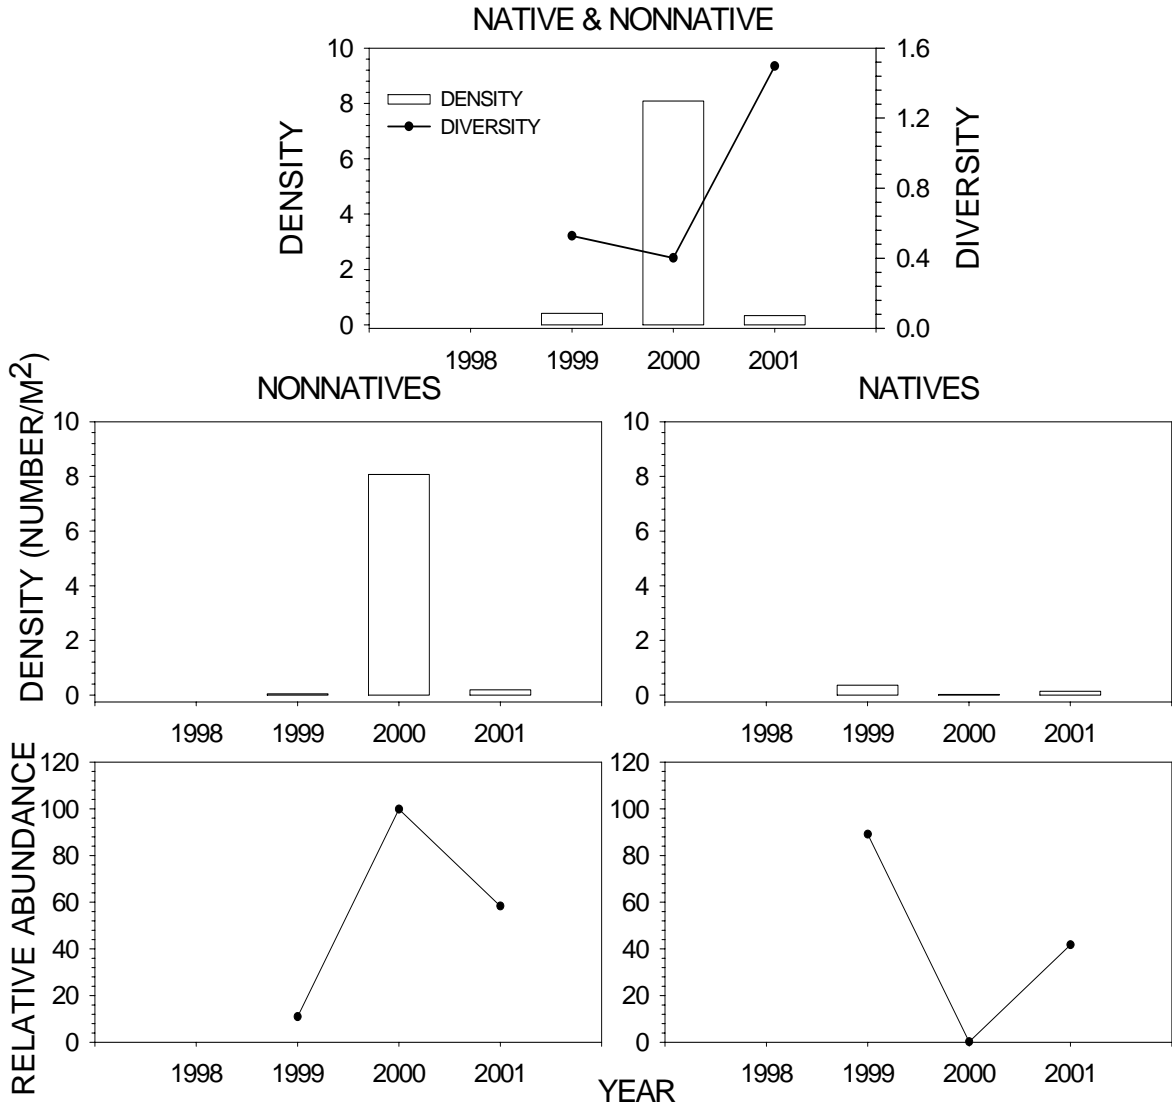 NATIVE & NONNATIVE
DENSITY
10
8
6
4
2
0
DENSITY
DIVERSITY
1.6
1.2
0.8
0.4
0.0
DIVERSITY
1998 1999 2000 2001
NONNATIVES
DENSITY (NUMBER/M²)
10
8
6
4
2
0
1998 1999 2000 2001
NATIVES
10
8
6
4
2
0
1998 1999 2000 2001
RELATIVE ABUNDANCE
120
100
80
60
40
20
0
1998 1999 2000 2001
120
100
80
60
40
20
0
1998 1999 2000 2001
YEAR